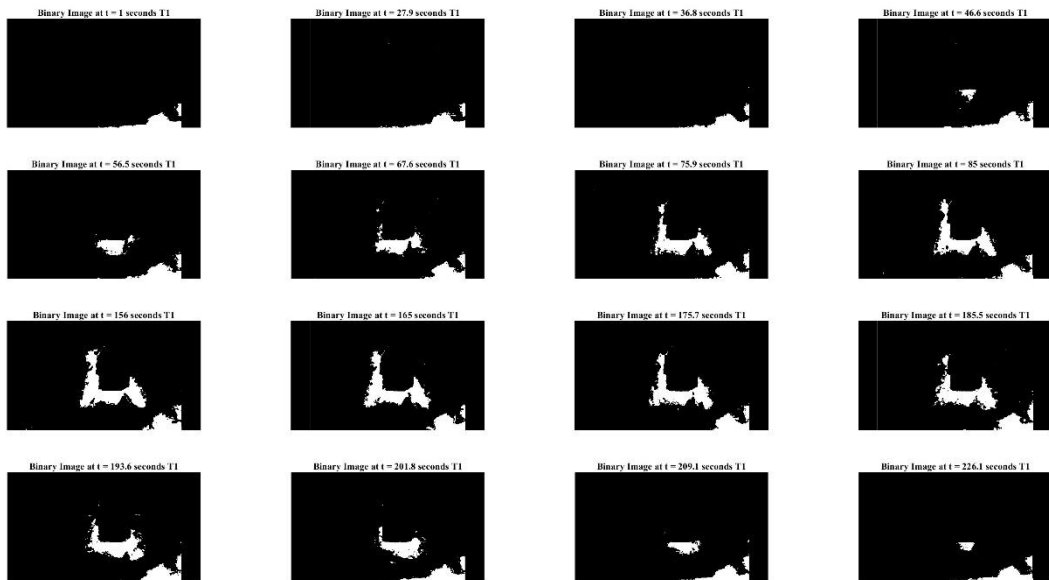 Binary Image at t = 1 seconds T1
Binary Image at t = 27.9 seconds T1
Binary Image at t = 36.8 seconds T1
Binary Image at t = 46.6 seconds T1
Binary Image at t = 56.5 seconds T1
Binary Image at t = 67.6 seconds T1
Binary Image at t = 75.9 seconds T1
Binary Image at t = 85 seconds T1
Binary Image at t = 156 seconds T1
Binary Image at t = 165 seconds T1
Binary Image at t = 175.7 seconds T1
Binary Image at t = 185.5 seconds T1
Binary Image at t = 193.6 seconds T1
Binary Image at t = 201.8 seconds T1
Binary Image at t = 209.1 seconds T1
Binary Image at t = 226.1 seconds T1